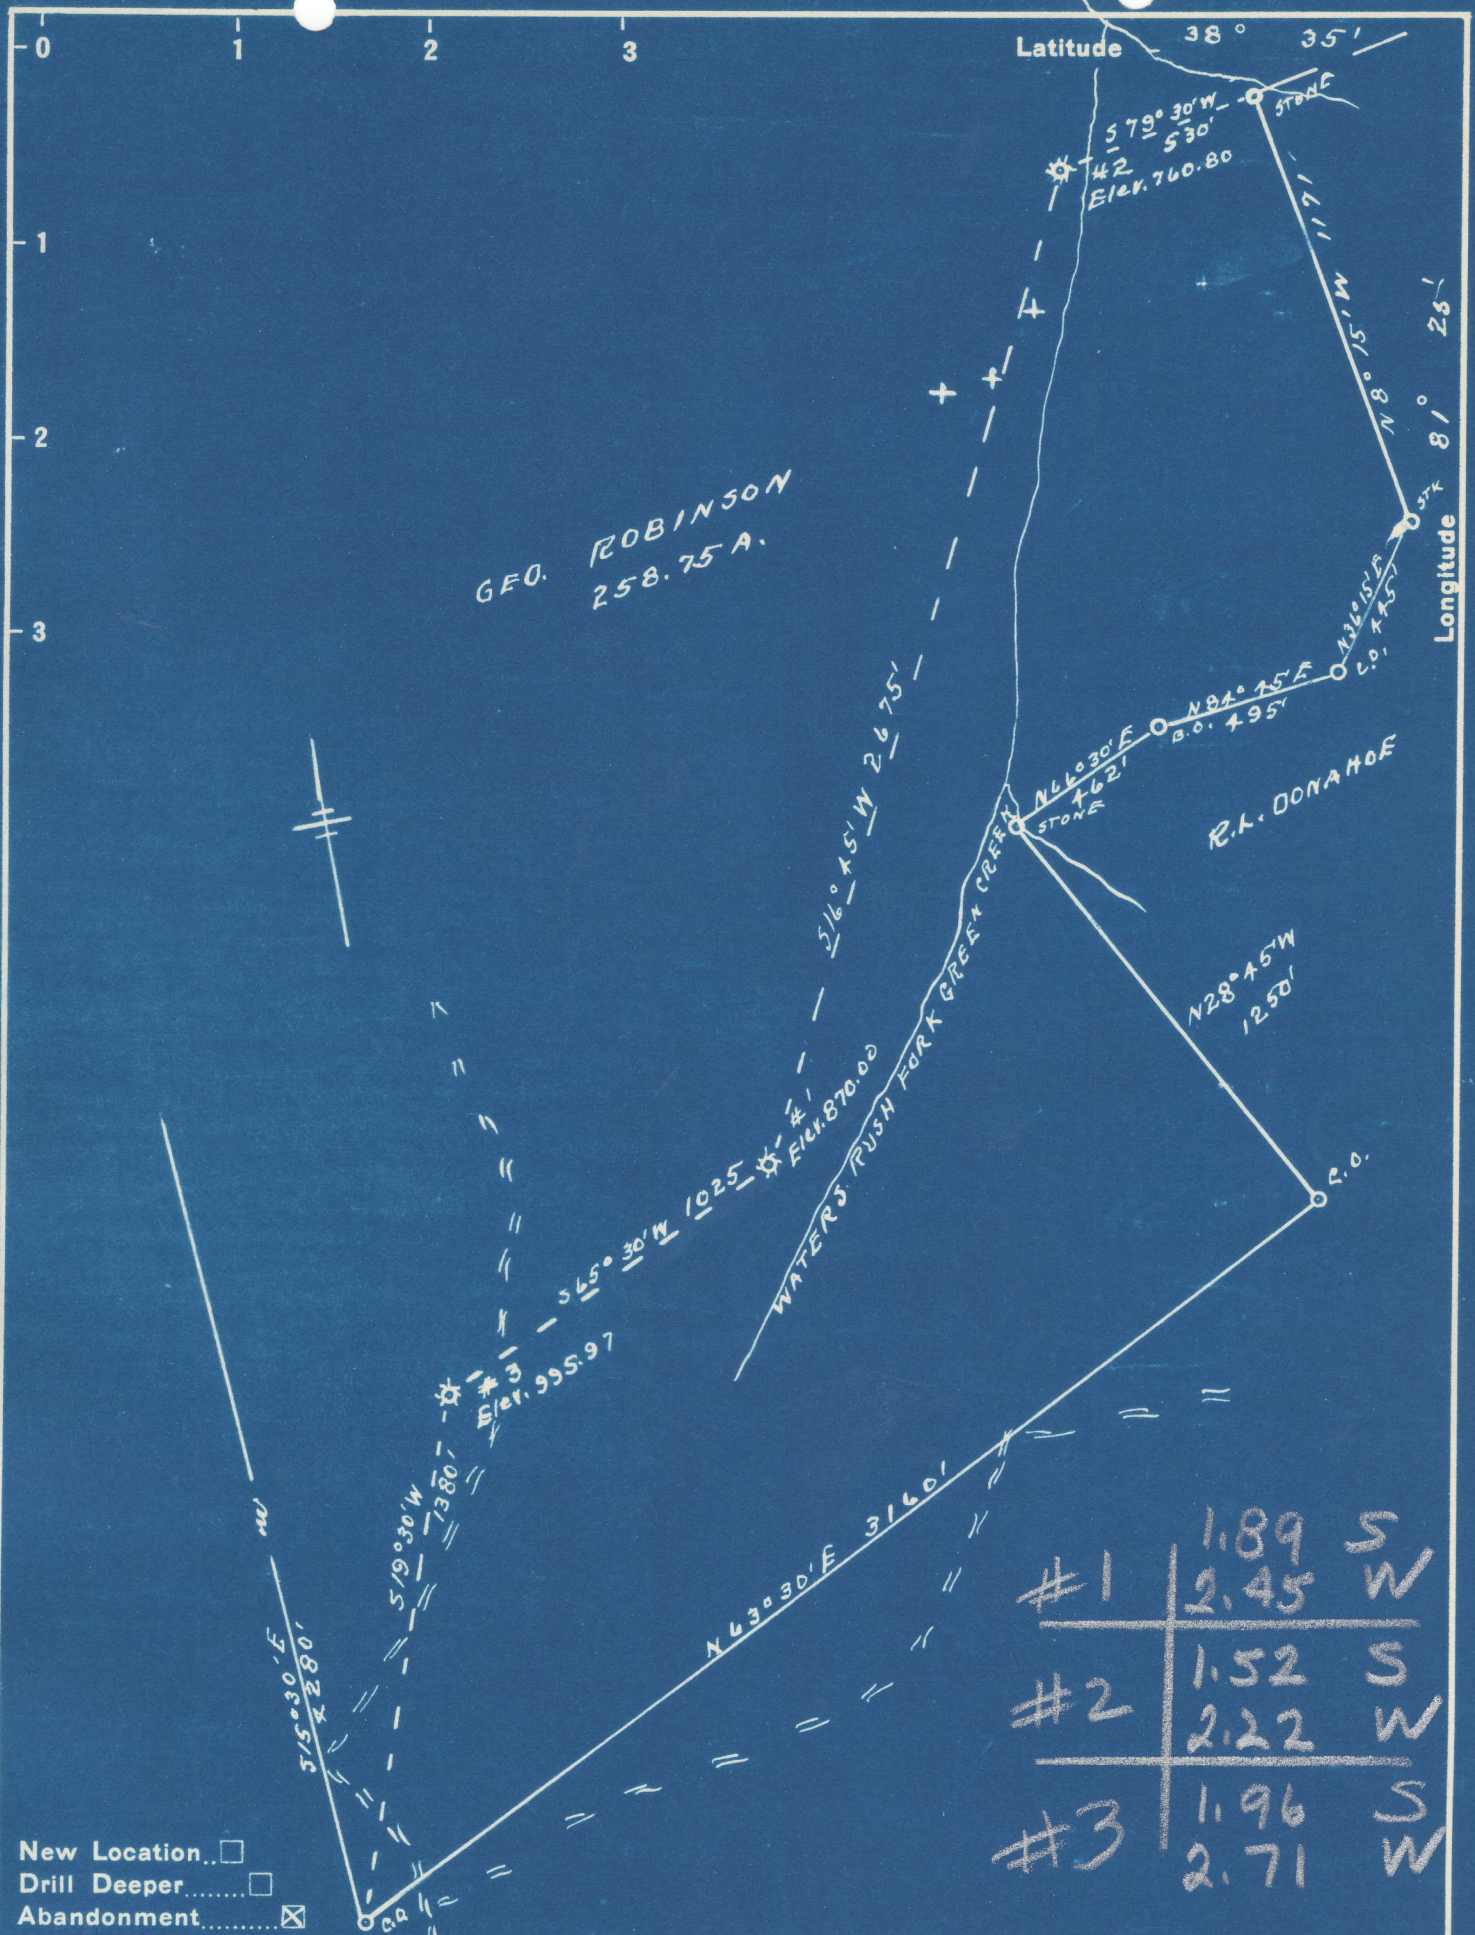 0 1 2 3
Latitude 38° 35'
STONE
S 79° 30' W
530'
#2
Elev. 760.80
1
N 8° 15' W 1171'
81° 25'
Longitude
2
STK
GEO. ROBINSON
258.75 A.
3
N 36° 15' E
L.O. 445'
N 84° 45' E
B.O. 495'
N 66° 30' E
462'
STONE
R.L. DONAHOE
S 16° 45' W 2675'
N 28° 45' W
1250'
WATERS RUSH FORK GREEN CREEK
#1
Elev. 870.00
C.O.
S 65° 30' W 1025
#3
Elev. 995.97
S 19° 30' W
1380'
N 63° 30' E 3160'
S 15° 30' E
4280'
#1 1.89 S
2.45 W
#2 1.52 S
2.22 W
#3 1.96 S
2.71 W
New Location..☐
Drill Deeper........☐
Abandonment..........☒
C.O.